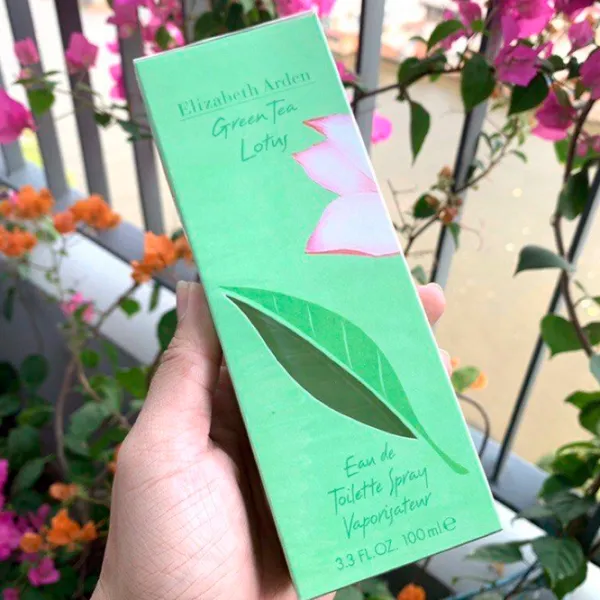 Elizabeth Arden
Green Tea
Lotus
Eau de
Toilette Spray
Vaporisateur
3.3 FL.OZ. 100 ml e